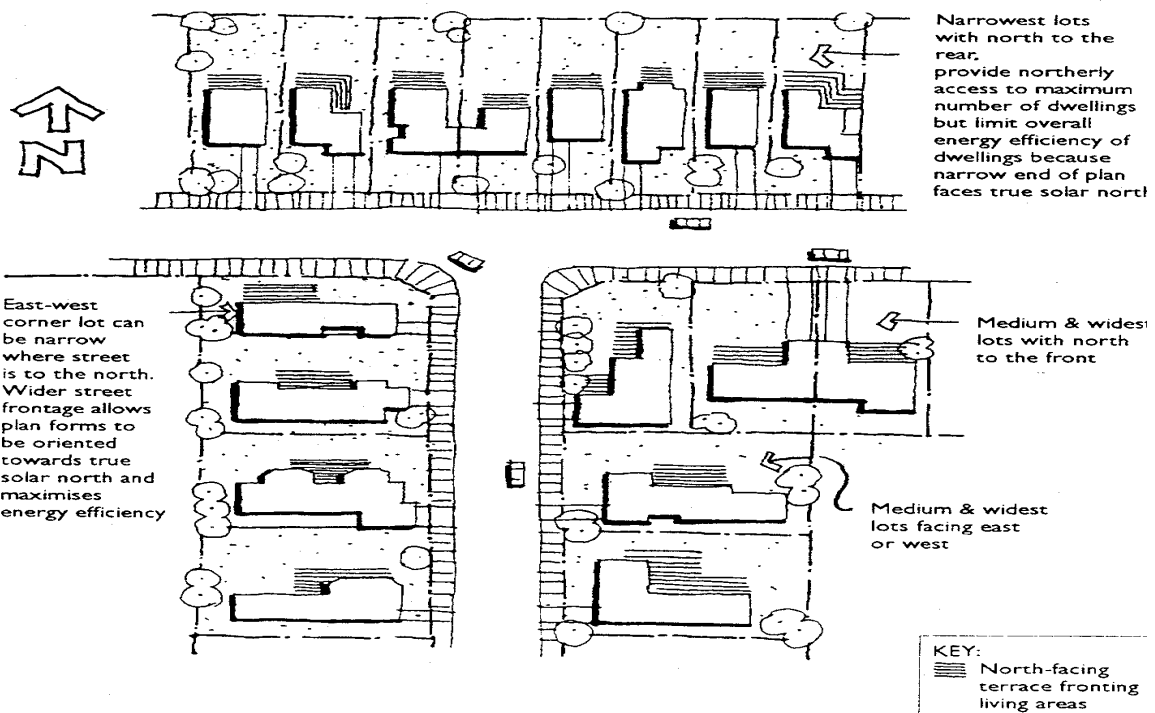 Narrowest lots
with north to the
rear,
provide northerly
access to maximum
number of dwellings
but limit overall
energy efficiency of
dwellings because
narrow end of plan
faces true solar north
N
East-west
corner lot can
be narrow
where street
is to the north.
Wider street
frontage allows
plan forms to
be oriented
towards true
solar north and
maximises
energy efficiency
Medium & widest
lots with north
to the front
Medium & widest
lots facing east
or west
KEY:
North-facing
terrace fronting
living areas